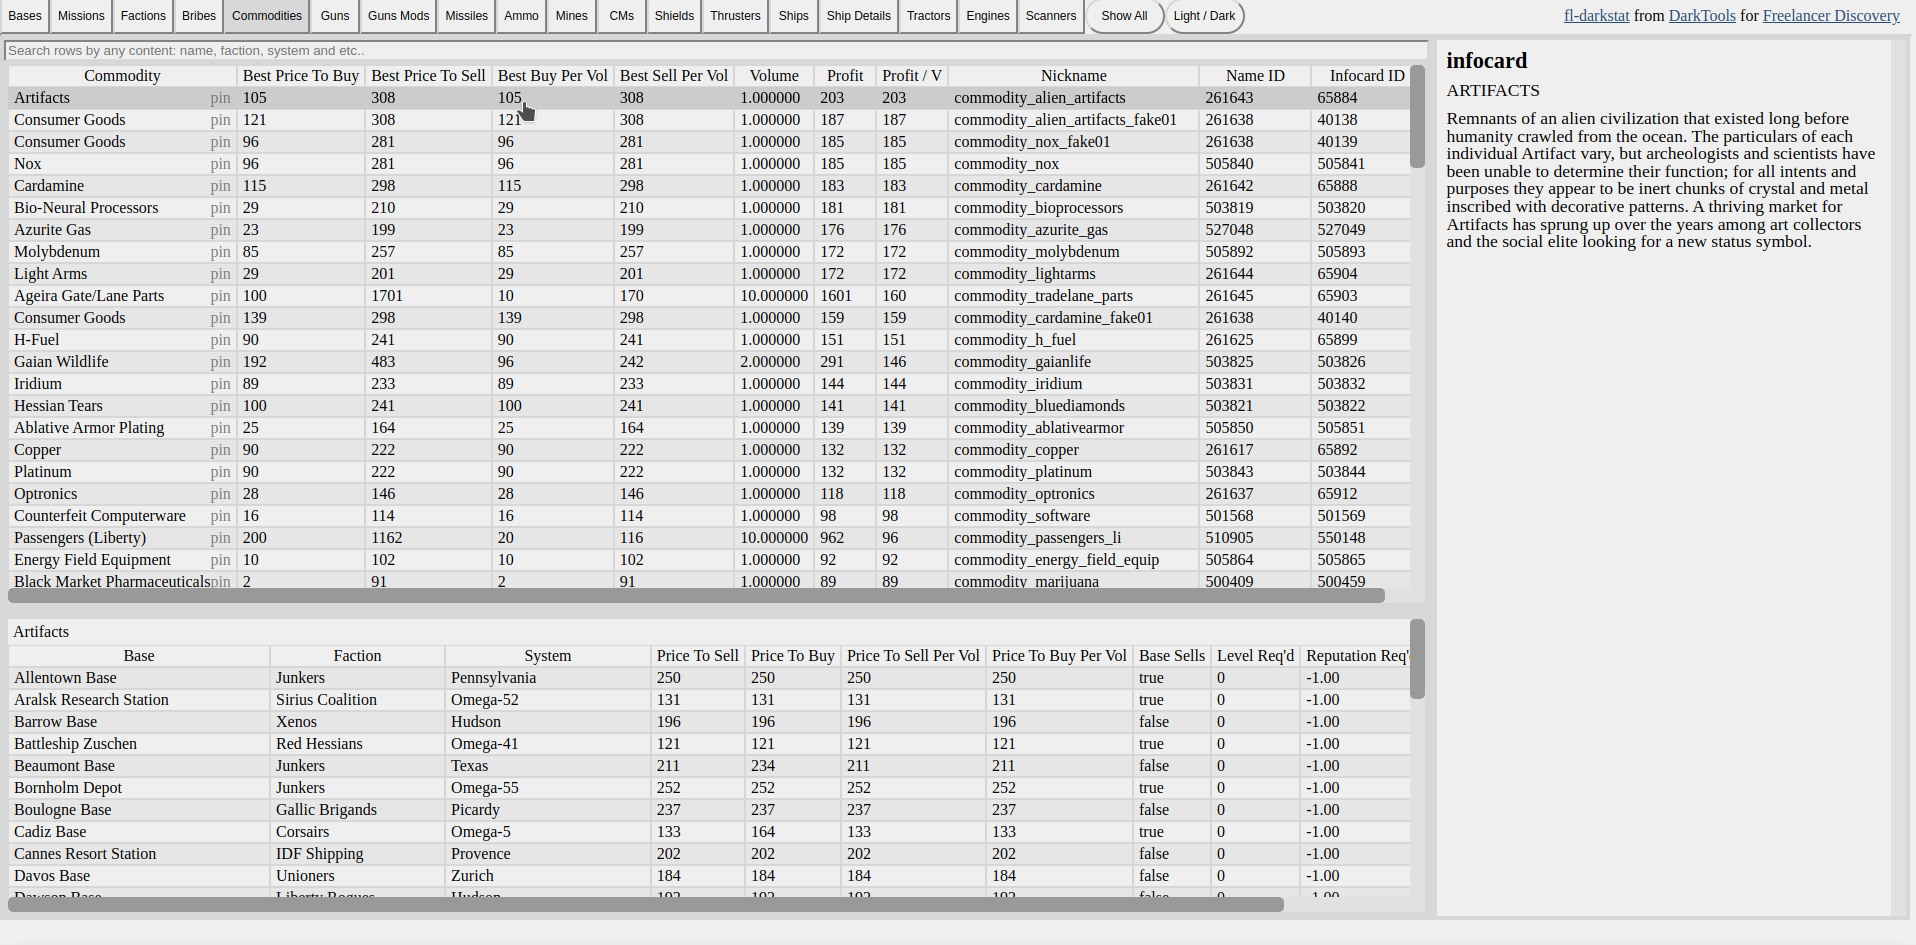 Bases Missions Factions Bribes Commodities Guns Guns Mods Missiles Ammo Mines CMs Shields Thrusters Ships Ship Details Tractors Engines Scanners Show All Light / Dark fl-darkstat from DarkTools for Freelancer Discovery
Search rows by any content: name, faction, system and etc..
Commodity Best Price To Buy Best Price To Sell Best Buy Per Vol Best Sell Per Vol Volume Profit Profit / V Nickname Name ID Infocard ID
Artifacts pin 105 308 105 308 1.000000 203 203 commodity_alien_artifacts 261643 65884
Consumer Goods pin 121 308 121 308 1.000000 187 187 commodity_alien_artifacts_fake01 261638 40138
Consumer Goods pin 96 281 96 281 1.000000 185 185 commodity_nox_fake01 261638 40139
Nox pin 96 281 96 281 1.000000 185 185 commodity_nox 505840 505841
Cardamine pin 115 298 115 298 1.000000 183 183 commodity_cardamine 261642 65888
Bio-Neural Processors pin 29 210 29 210 1.000000 181 181 commodity_bioprocessors 503819 503820
Azurite Gas pin 23 199 23 199 1.000000 176 176 commodity_azurite_gas 527048 527049
Molybdenum pin 85 257 85 257 1.000000 172 172 commodity_molybdenum 505892 505893
Light Arms pin 29 201 29 201 1.000000 172 172 commodity_lightarms 261644 65904
Ageira Gate/Lane Parts pin 100 1701 10 170 10.000000 1601 160 commodity_tradelane_parts 261645 65903
Consumer Goods pin 139 298 139 298 1.000000 159 159 commodity_cardamine_fake01 261638 40140
H-Fuel pin 90 241 90 241 1.000000 151 151 commodity_h_fuel 261625 65899
Gaian Wildlife pin 192 483 96 242 2.000000 291 146 commodity_gaianlife 503825 503826
Iridium pin 89 233 89 233 1.000000 144 144 commodity_iridium 503831 503832
Hessian Tears pin 100 241 100 241 1.000000 141 141 commodity_bluediamonds 503821 503822
Ablative Armor Plating pin 25 164 25 164 1.000000 139 139 commodity_ablativearmor 505850 505851
Copper pin 90 222 90 222 1.000000 132 132 commodity_copper 261617 65892
Platinum pin 90 222 90 222 1.000000 132 132 commodity_platinum 503843 503844
Optronics pin 28 146 28 146 1.000000 118 118 commodity_optronics 261637 65912
Counterfeit Computerware pin 16 114 16 114 1.000000 98 98 commodity_software 501568 501569
Passengers (Liberty) pin 200 1162 20 116 10.000000 962 96 commodity_passengers_li 510905 550148
Energy Field Equipment pin 10 102 10 102 1.000000 92 92 commodity_energy_field_equip 505864 505865
Black Market Pharmaceuticals pin 2 91 2 91 1.000000 89 89 commodity_marijuana 500409 500459
Artifacts
Base Faction System Price To Sell Price To Buy Price To Sell Per Vol Price To Buy Per Vol Base Sells Level Req'd Reputation Req'
Allentown Base Junkers Pennsylvania 250 250 250 250 true 0 -1.00
Aralsk Research Station Sirius Coalition Omega-52 131 131 131 131 true 0 -1.00
Barrow Base Xenos Hudson 196 196 196 196 false 0 -1.00
Battleship Zuschen Red Hessians Omega-41 121 121 121 121 true 0 -1.00
Beaumont Base Junkers Texas 211 234 211 211 false 0 -1.00
Bornholm Depot Junkers Omega-55 252 252 252 252 true 0 -1.00
Boulogne Base Gallic Brigands Picardy 237 237 237 237 false 0 -1.00
Cadiz Base Corsairs Omega-5 133 164 133 133 true 0 -1.00
Cannes Resort Station IDF Shipping Provence 202 202 202 202 false 0 -1.00
Davos Base Unioners Zurich 184 184 184 184 false 0 -1.00
Dawson Base Liberty Rogues Hudson 192 192 192 192 false 0 -1.00
infocard
ARTIFACTS
Remnants of an alien civilization that existed long before
humanity crawled from the ocean. The particulars of each
individual Artifact vary, but archeologists and scientists have
been unable to determine their function; for all intents and
purposes they appear to be inert chunks of crystal and metal
inscribed with decorative patterns. A thriving market for
Artifacts has sprung up over the years among art collectors
and the social elite looking for a new status symbol.